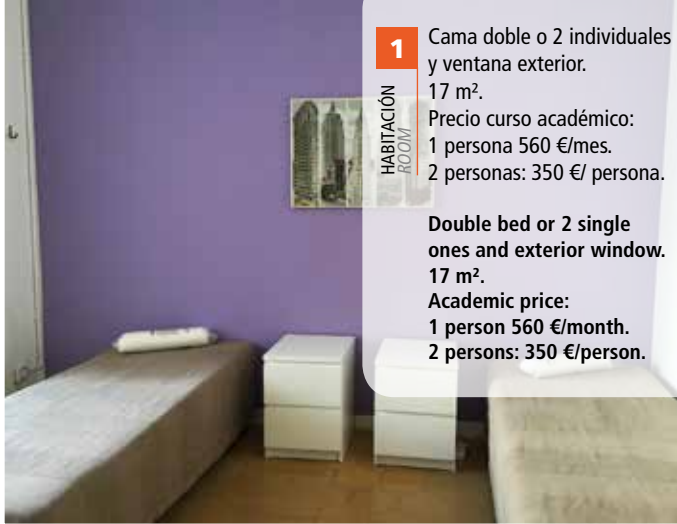 1
HABITACIÓN
ROOM
Cama doble o 2 individuales
y ventana exterior.
17 m².
Precio curso académico:
1 persona 560 €/mes.
2 personas: 350 €/ persona.
Double bed or 2 single
ones and exterior window.
17 m².
Academic price:
1 person 560 €/month.
2 persons: 350 €/person.